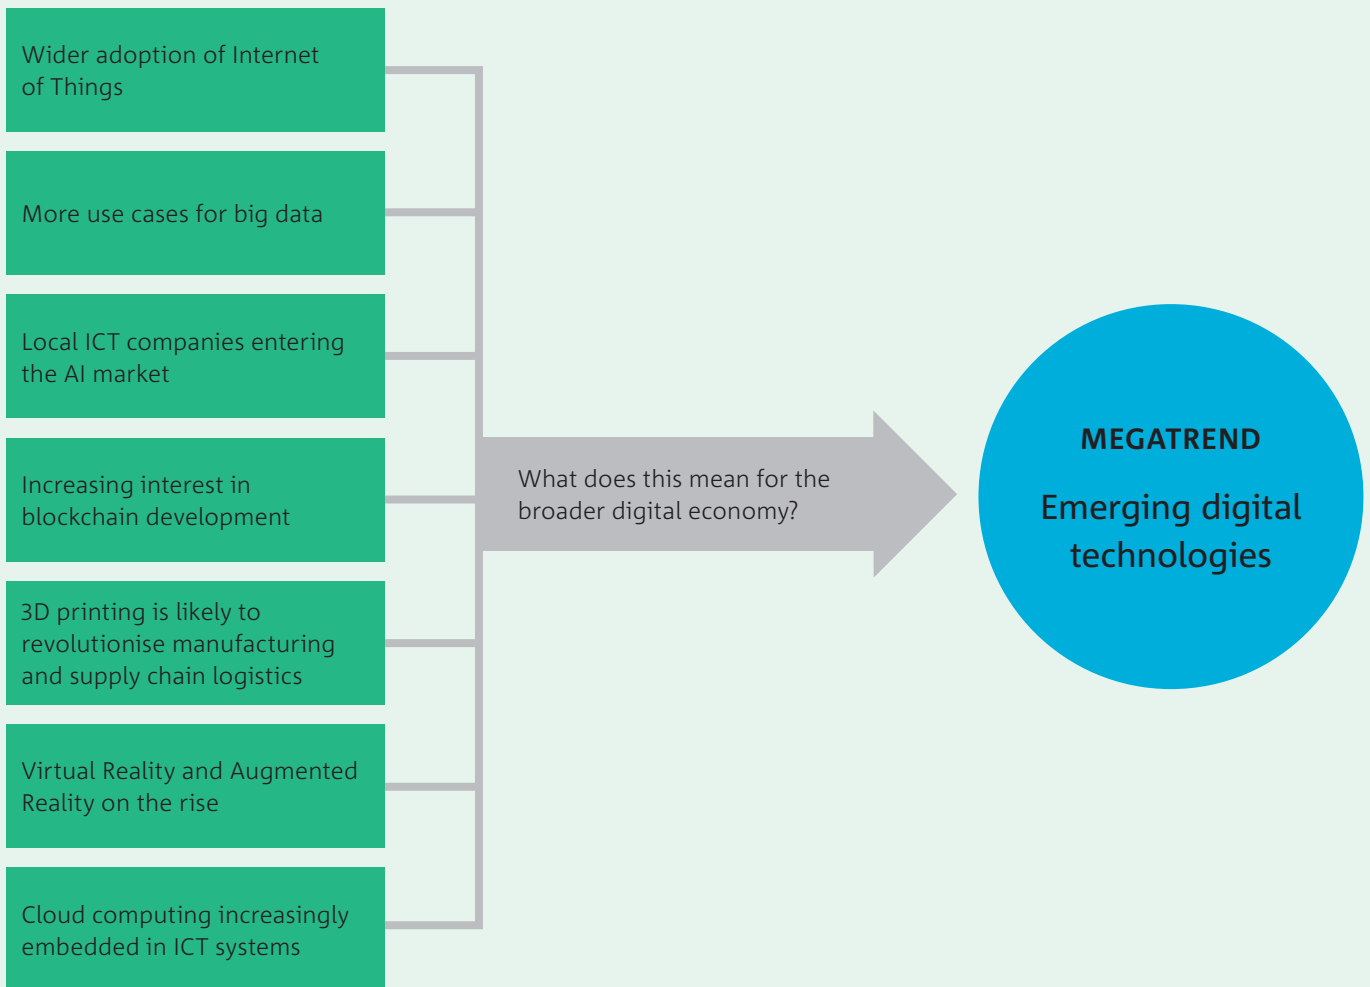 Wider adoption of Internet
of Things
More use cases for big data
Local ICT companies entering
the AI market
Increasing interest in
blockchain development
3D printing is likely to
revolutionise manufacturing
and supply chain logistics
Virtual Reality and Augmented
Reality on the rise
Cloud computing increasingly
embedded in ICT systems
What does this mean for the
broader digital economy?
MEGATREND
Emerging digital
technologies